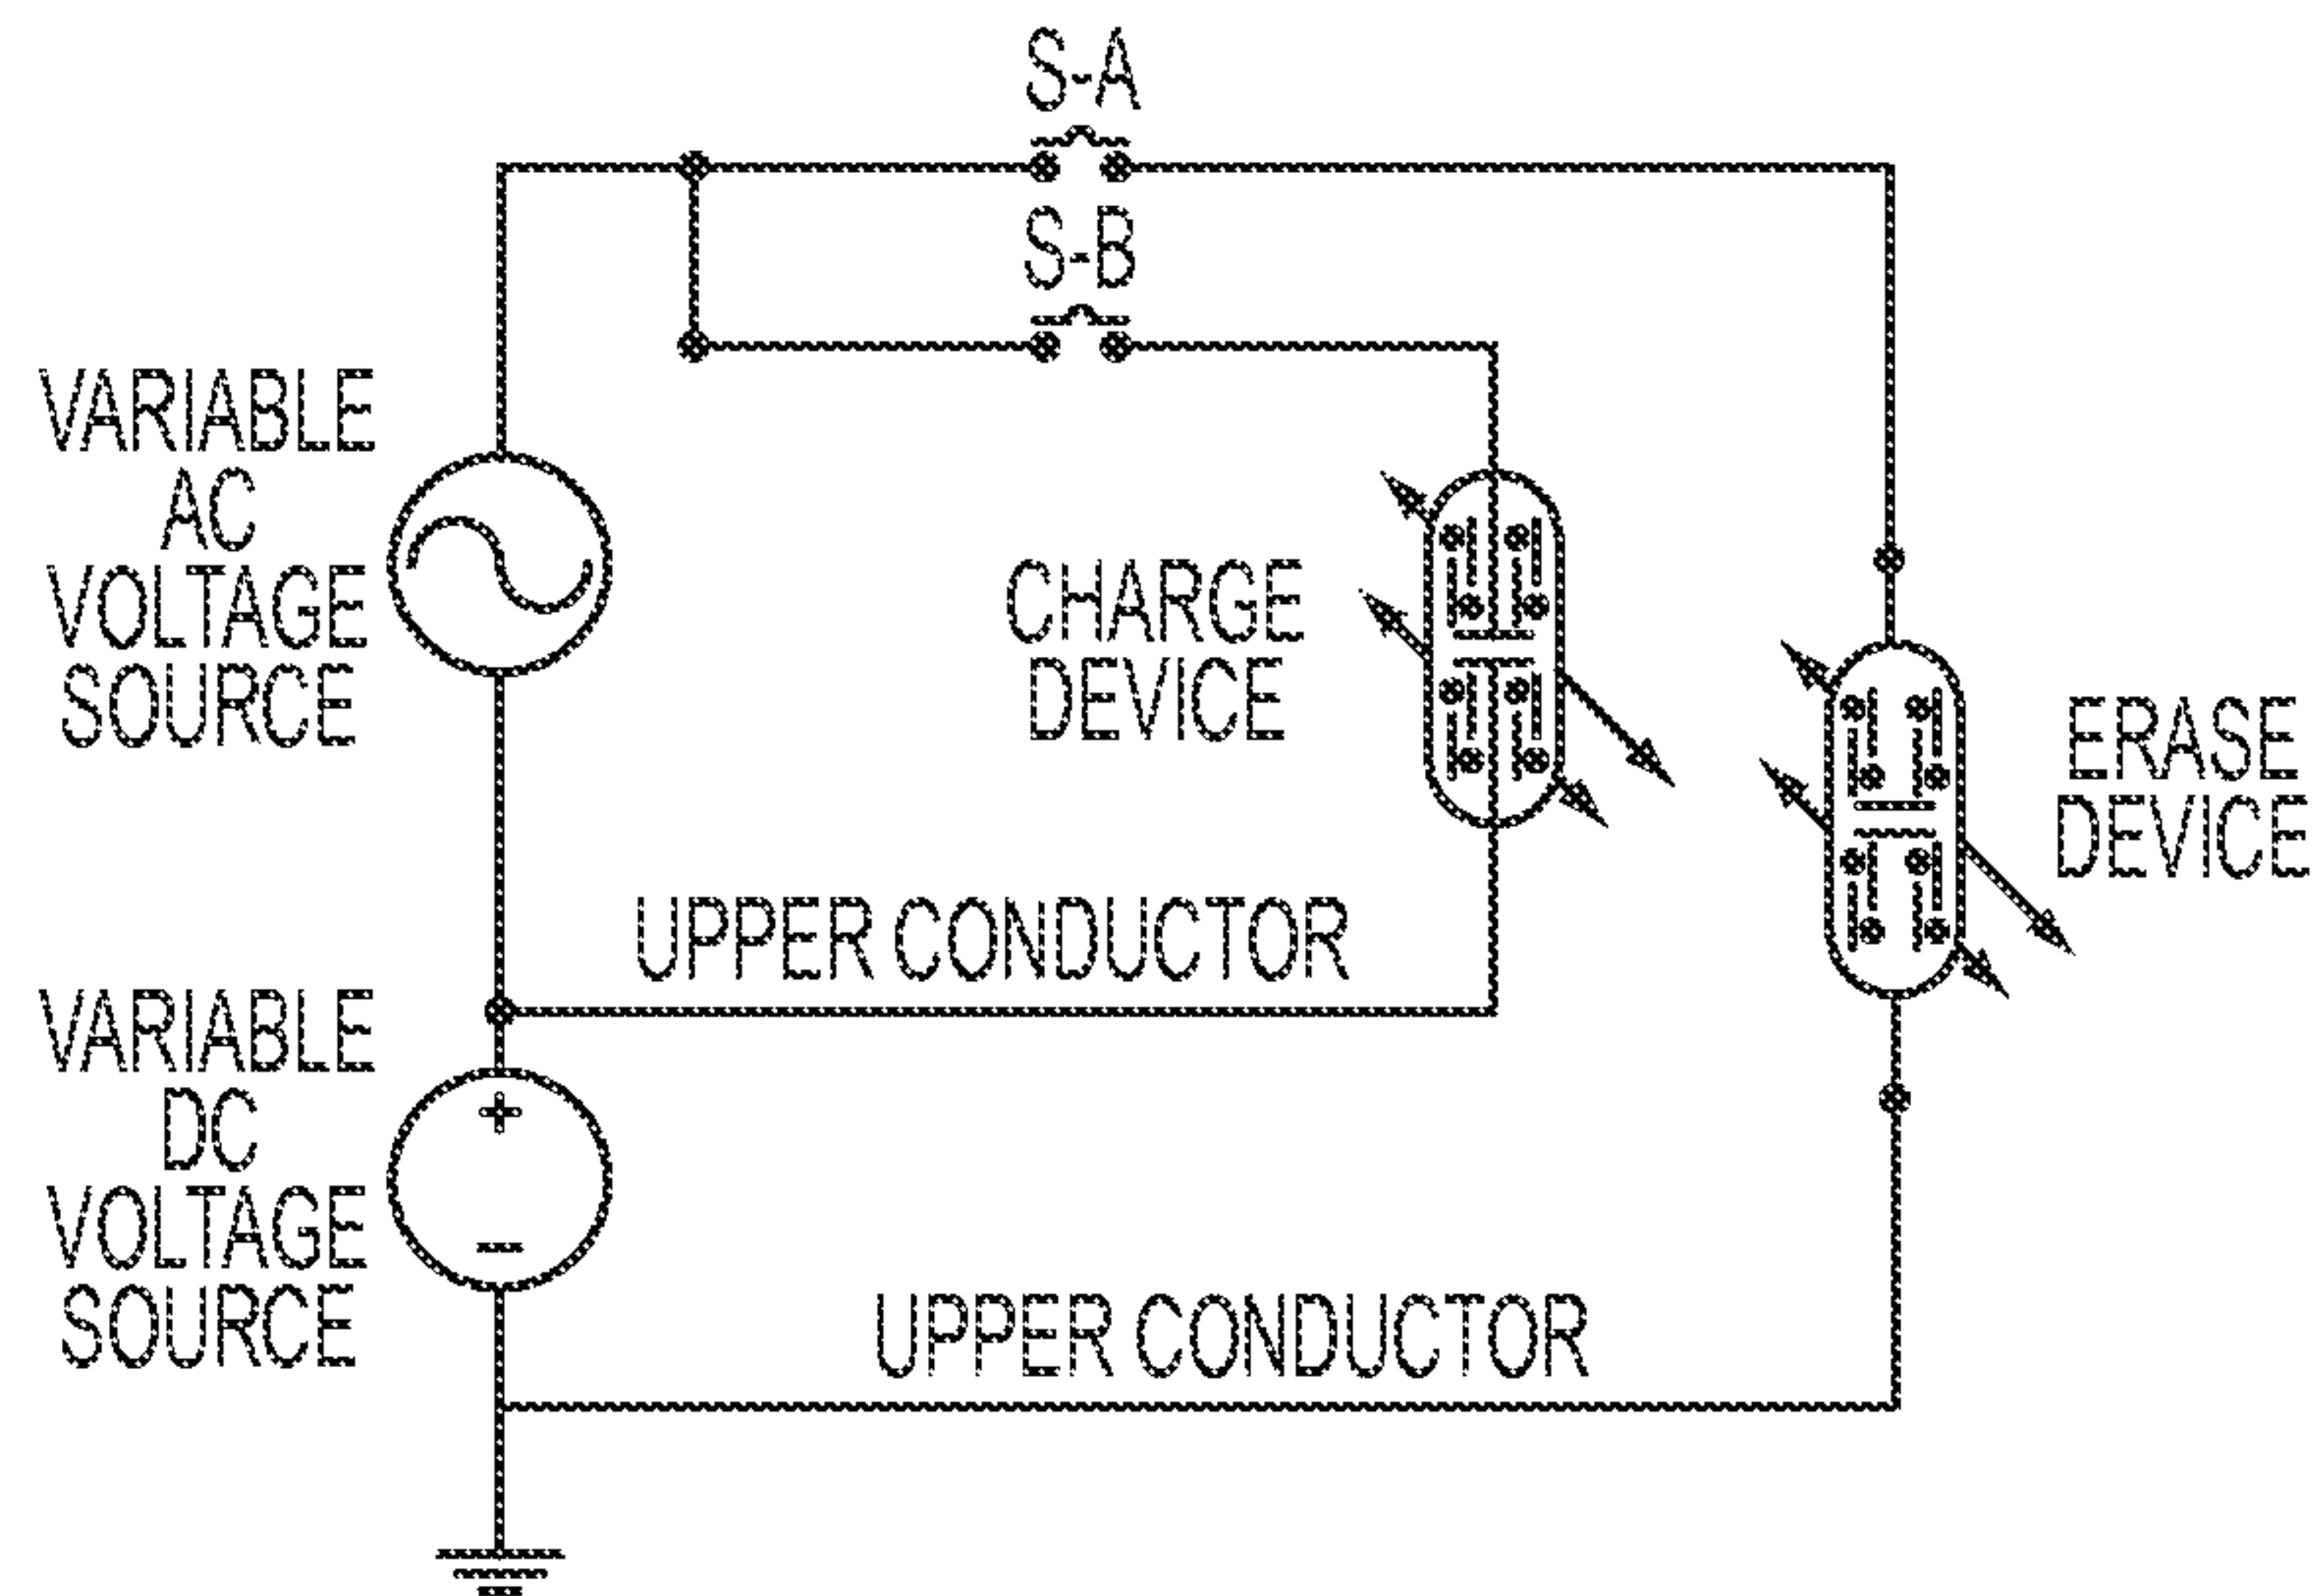 S-A
S-B
VARIABLE
AC
VOLTAGE
SOURCE
CHARGE
DEVICE
ERASE
DEVICE
UPPER CONDUCTOR
VARIABLE
DC
VOLTAGE
SOURCE
+
−
UPPER CONDUCTOR